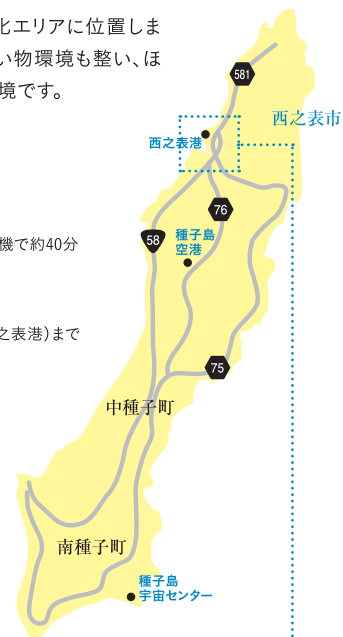 化エリアに位置しま
い物環境も整い、ほ
境です。
機で約40分
之表港)まで
581
西之表市
西之表港
76
58
種子島
空港
75
中種子町
南種子町
種子島
宇宙センター